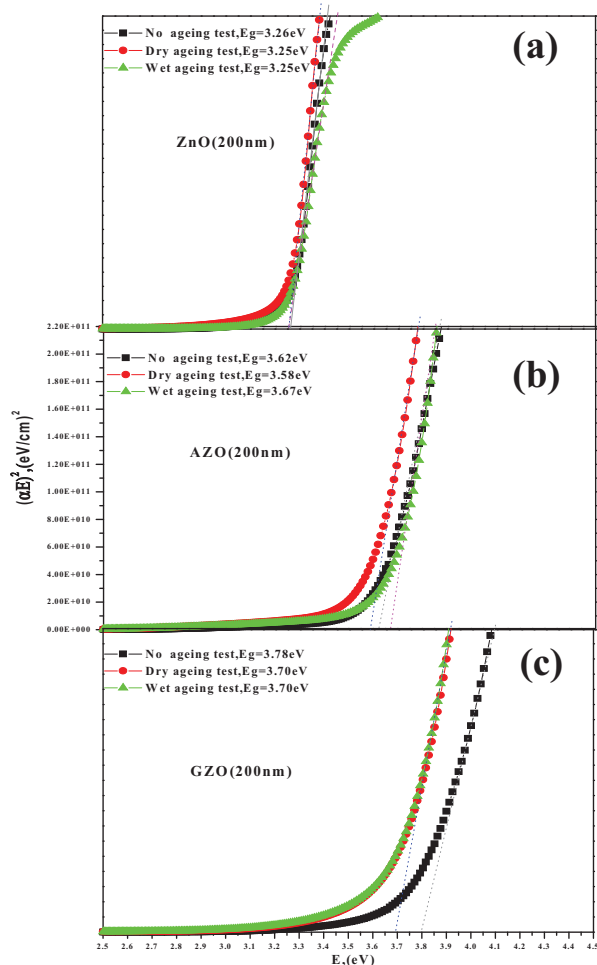 No ageing test,Eg=3.26eV
Dry ageing test,Eg=3.25eV
Wet ageing test,Eg=3.25eV
(a)
ZnO(200nm)
2.20E+011
2.00E+011
1.80E+011
1.60E+011
1.40E+011
1.20E+011
1.00E+011
8.00E+010
6.00E+010
4.00E+010
2.00E+010
0.00E+000
(αE)²,(eV/cm)²
No ageing test,Eg=3.62eV
Dry ageing test,Eg=3.58eV
Wet ageing test,Eg=3.67eV
(b)
AZO(200nm)
No ageing test,Eg=3.78eV
Dry ageing test,Eg=3.70eV
Wet ageing test,Eg=3.70eV
(c)
GZO(200nm)
2.5 2.6 2.7 2.8 2.9 3.0 3.1 3.2 3.3 3.4 3.5 3.6 3.7 3.8 3.9 4.0 4.1 4.2 4.3 4.4 4.5
E,(eV)